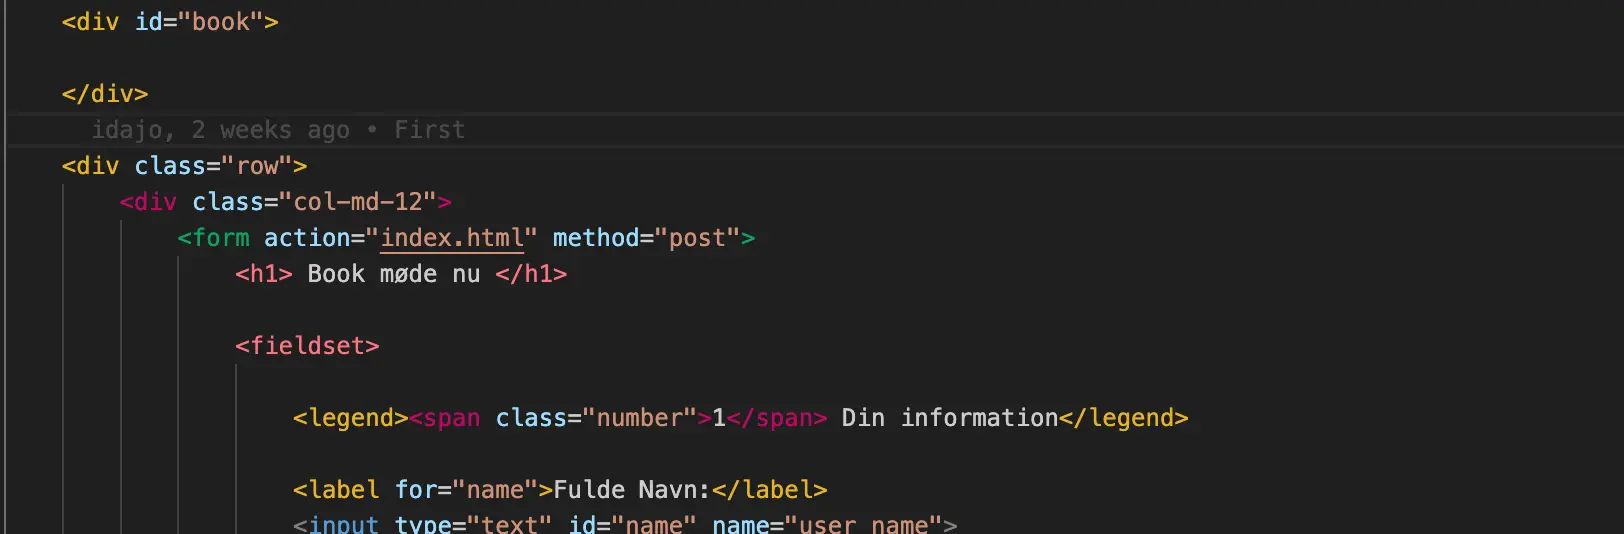 <div id="book">
</div>
idajo, 2 weeks ago • First
<div class="row">
<div class="col-md-12">
<form action="index.html" method="post">
<h1> Book møde nu </h1>
<fieldset>
<legend><span class="number">1</span> Din information</legend>
<label for="name">Fulde Navn:</label>
<input type="text" id="name" name="user_name">